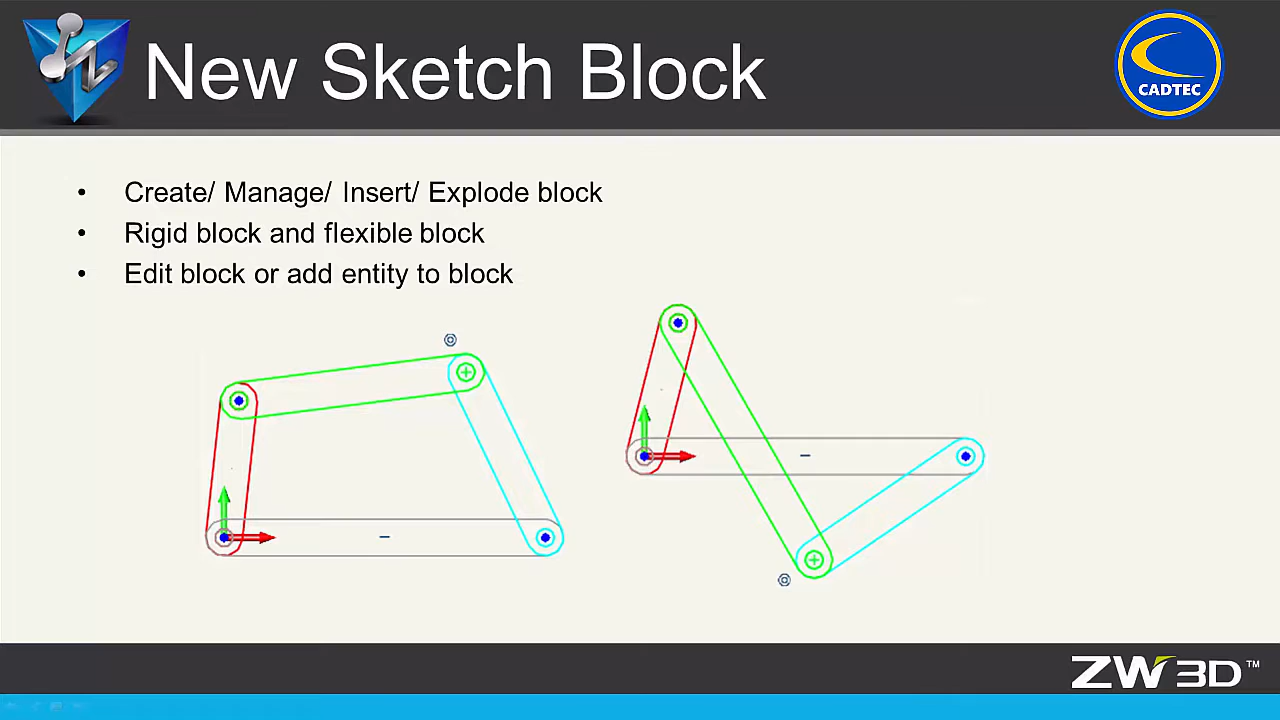 New Sketch Block
CADTEC
• Create/ Manage/ Insert/ Explode block
• Rigid block and flexible block
• Edit block or add entity to block
ZW3D™